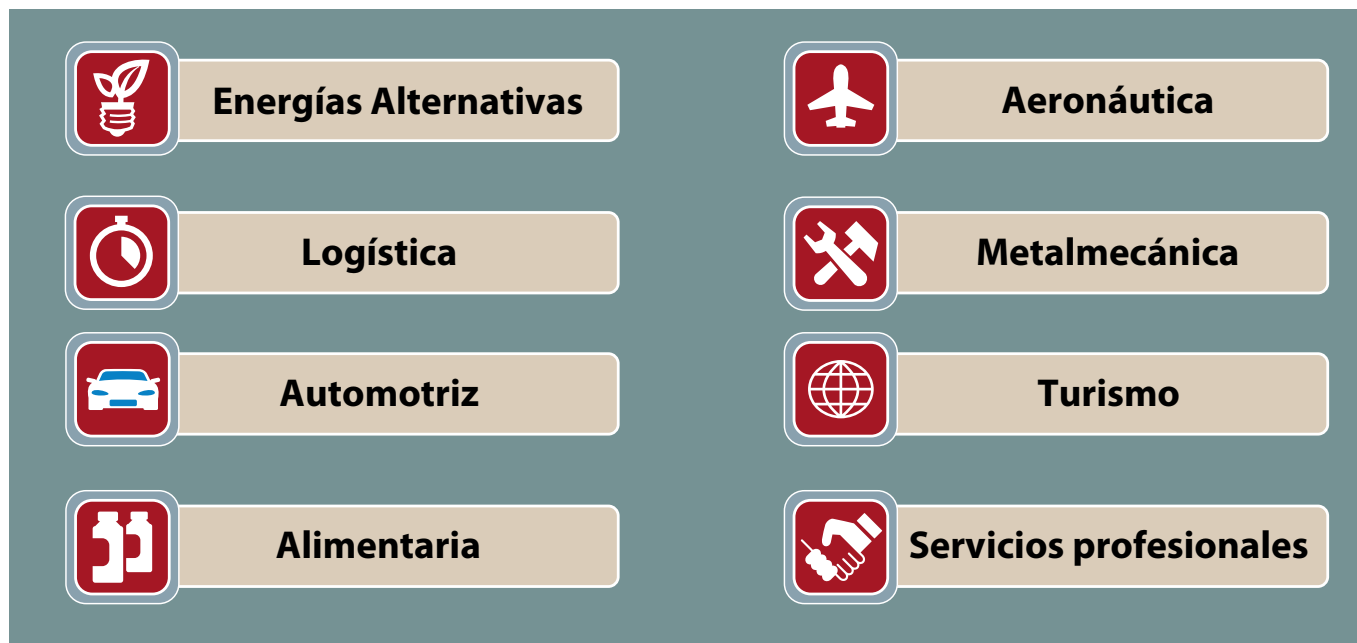 Energías Alternativas
Aeronáutica
Logística
Metalmecánica
Automotriz
Turismo
Alimentaria
Servicios profesionales